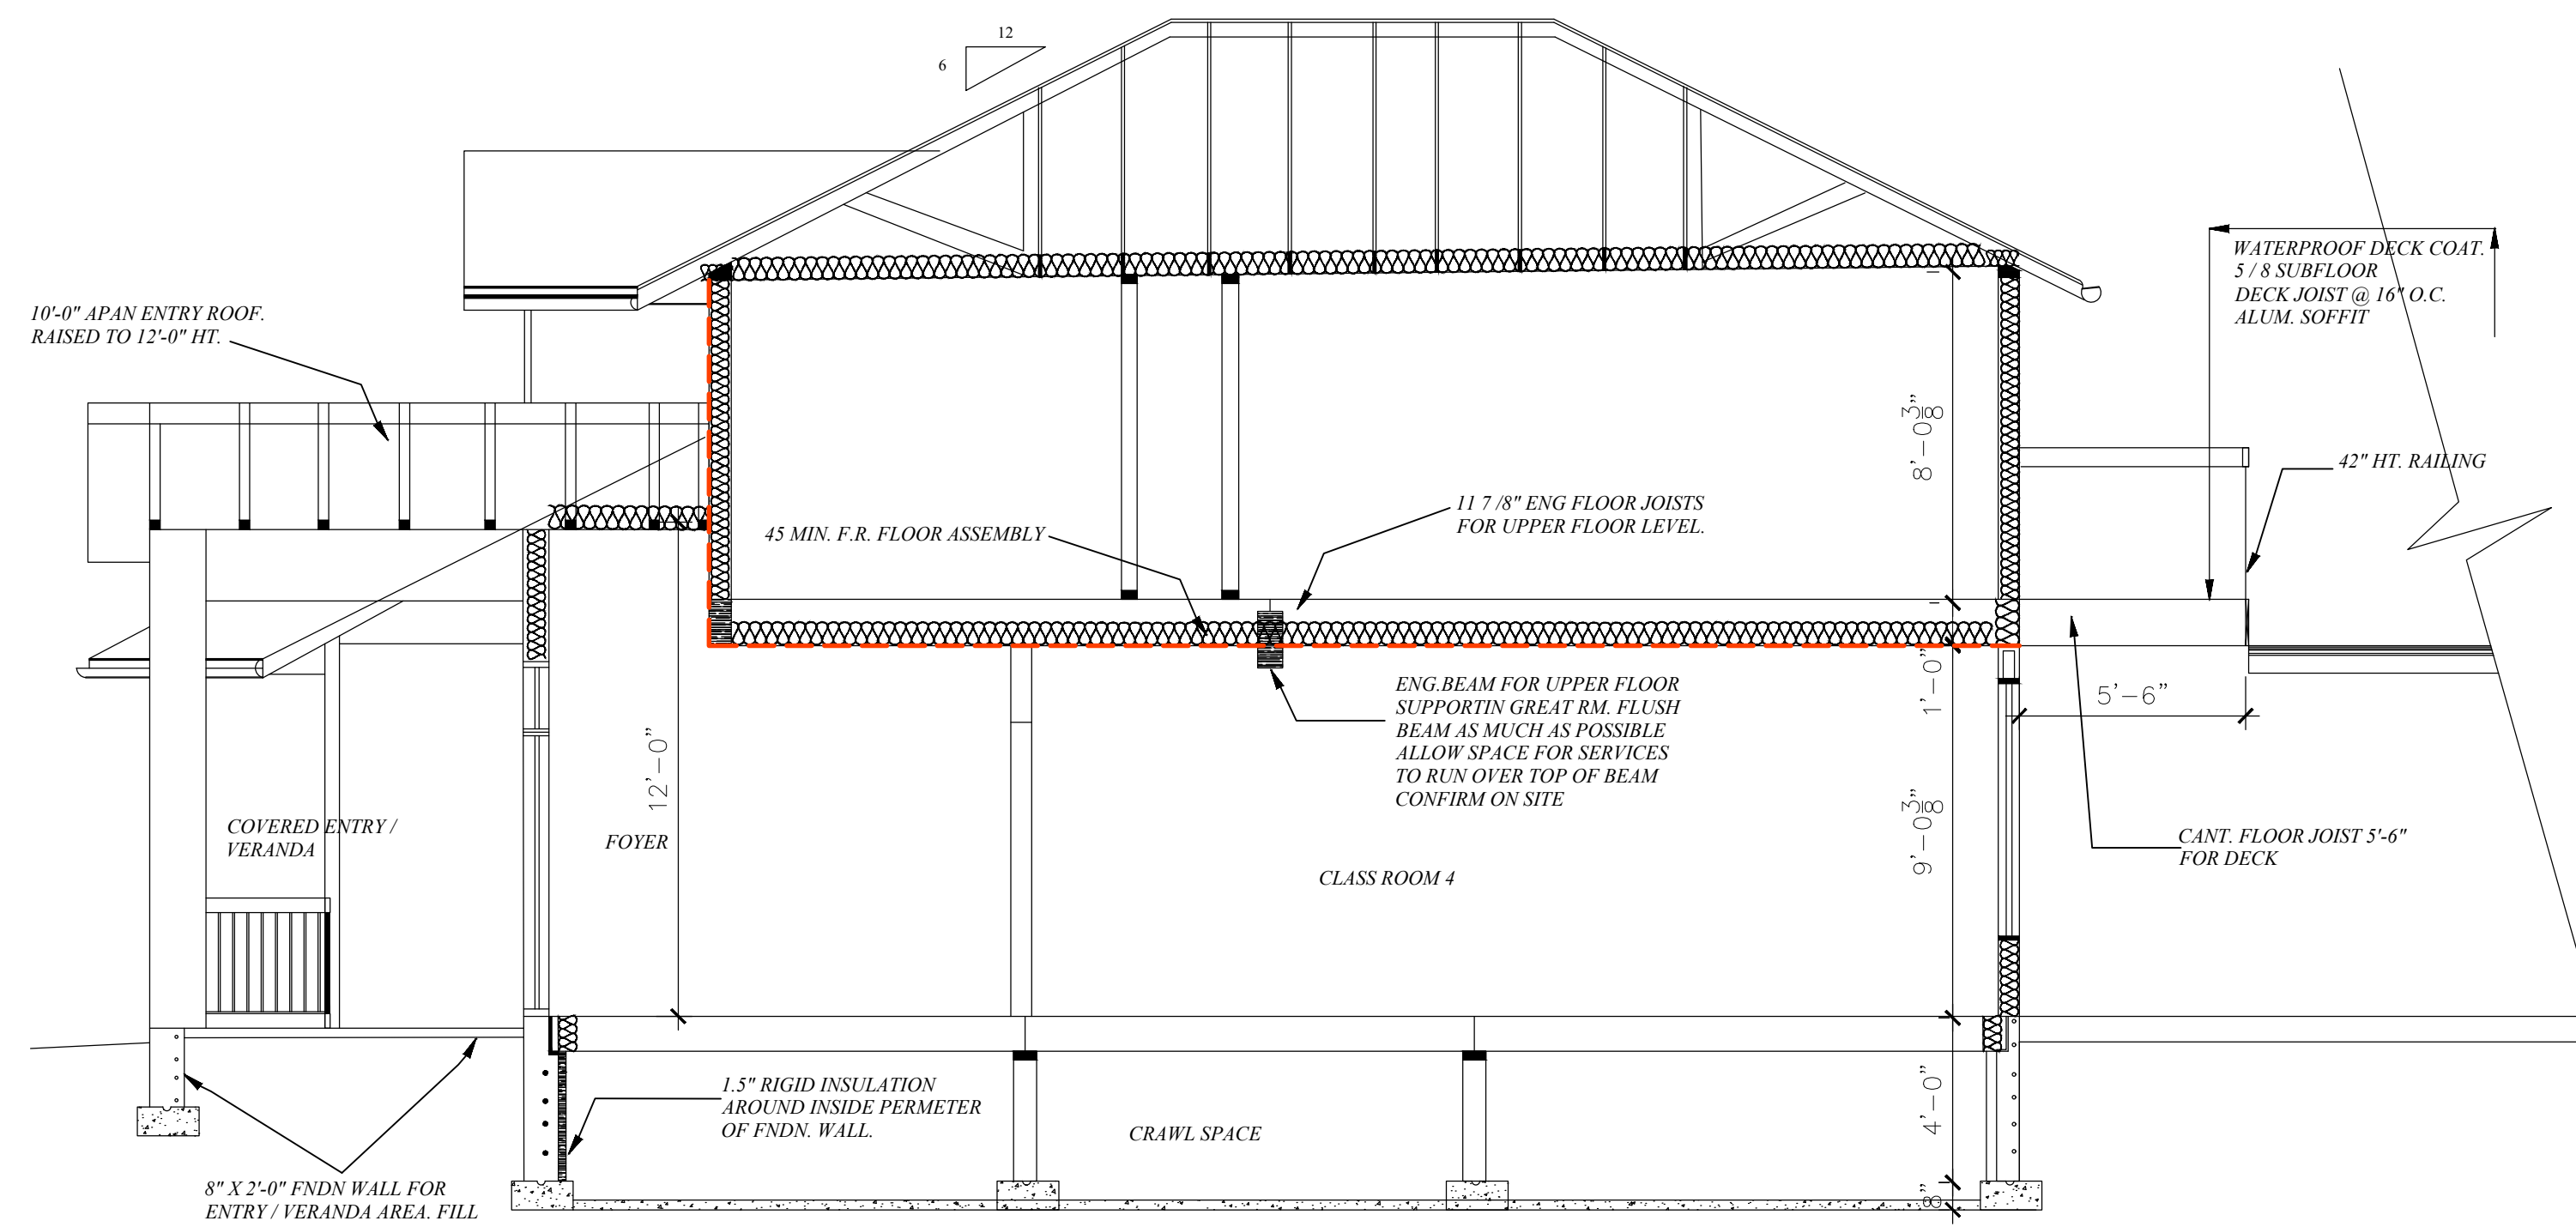 12
6
WATERPROOF DECK COAT.
5 / 8 SUBFLOOR
DECK JOIST @ 16" O.C.
ALUM. SOFFIT
10'-0" APAN ENTRY ROOF.
RAISED TO 12'-0" HT.
8'-0 3/8"
42" HT. RAILING
11 7 /8" ENG FLOOR JOISTS
FOR UPPER FLOOR LEVEL.
45 MIN. F.R. FLOOR ASSEMBLY
1'-0"
5'-6"
ENG.BEAM FOR UPPER FLOOR
SUPPORTIN GREAT RM. FLUSH
BEAM AS MUCH AS POSSIBLE
ALLOW SPACE FOR SERVICES
TO RUN OVER TOP OF BEAM
CONFIRM ON SITE
12'-0"
9'-0 3/8"
COVERED ENTRY /
VERANDA
FOYER
CLASS ROOM 4
CANT. FLOOR JOIST 5'-6"
FOR DECK
1.5" RIGID INSULATION
AROUND INSIDE PERMETER
OF FNDN. WALL.
CRAWL SPACE
4'-0"
8"
8" X 2'-0" FNDN WALL FOR
ENTRY / VERANDA AREA. FILL